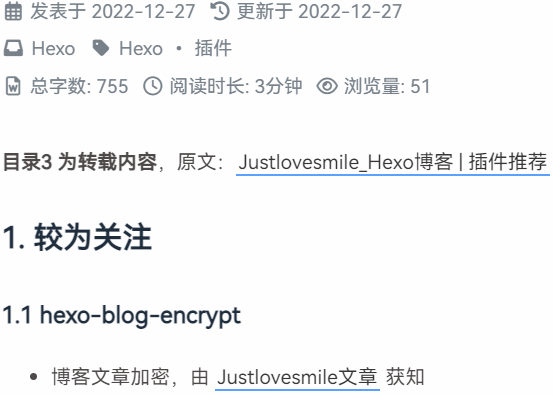 发表于 2022-12-27 更新于 2022-12-27
Hexo Hexo • 插件
总字数: 755 阅读时长: 3分钟 浏览量: 51
目录3 为转载内容，原文： Justlovesmile_Hexo博客 | 插件推荐
1. 较为关注
1.1 hexo-blog-encrypt
• 博客文章加密，由 Justlovesmile文章 获知